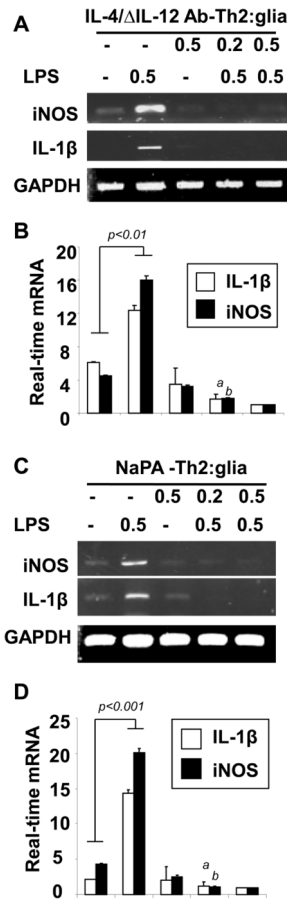 A
IL-4/ΔIL-12 Ab-Th2:glia
- - 0.5 0.2 0.5
LPS - 0.5 - 0.5 0.5
iNOS
IL-1β
GAPDH
B
Real-time mRNA
20
16
12
8
4
0
p<0.01
IL-1β
iNOS
a
b
C
NaPA -Th2:glia
- - 0.5 0.2 0.5
LPS - 0.5 - 0.5 0.5
iNOS
IL-1β
GAPDH
D
Real-time mRNA
25
20
15
10
5
0
p<0.001
IL-1β
iNOS
a
b